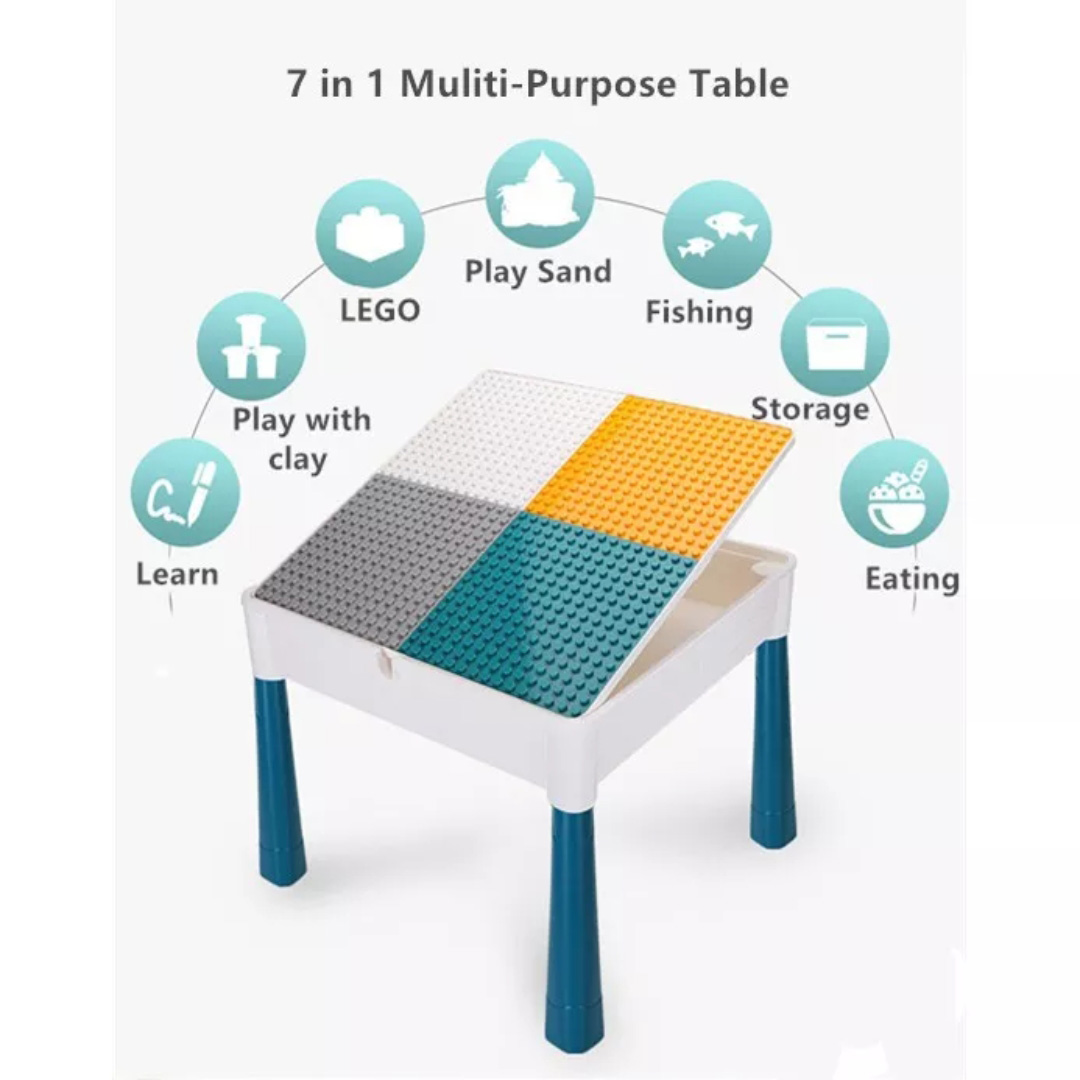 7 in 1 Muliti-Purpose Table
Play Sand
LEGO
Fishing
Play with
clay
Storage
Learn
Eating